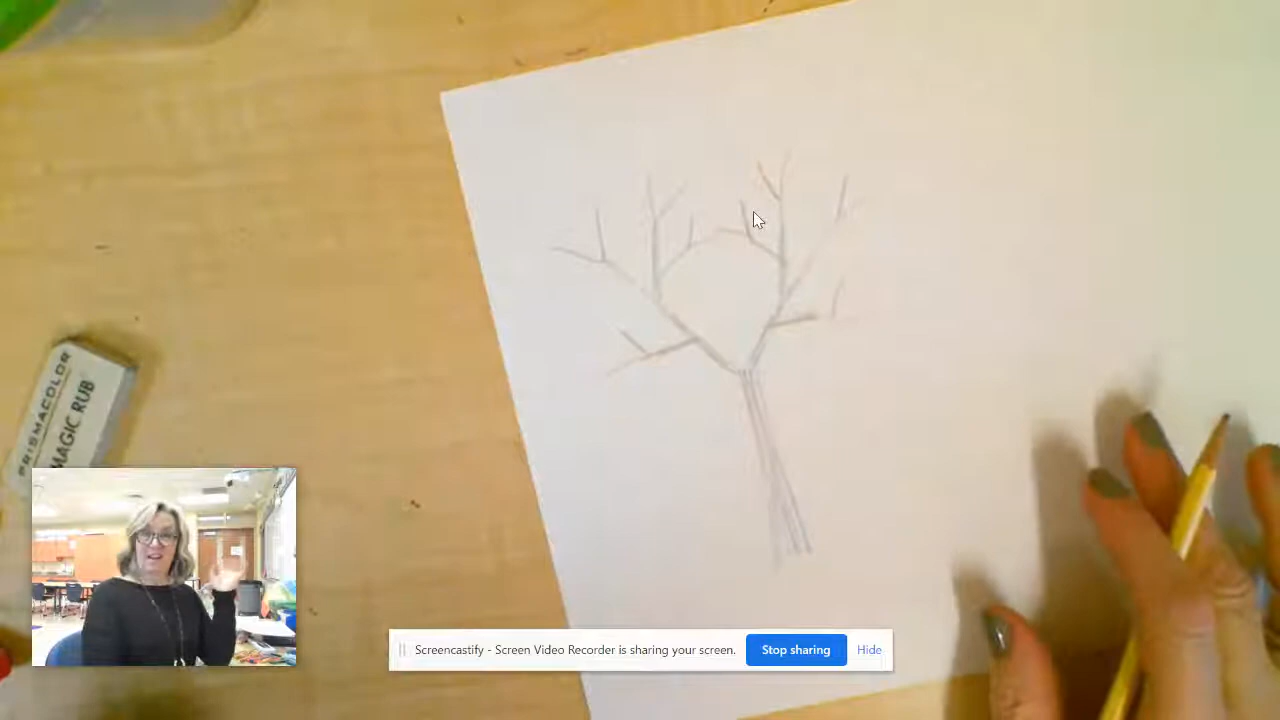 PRISMACOLOR
MAGIC RUB
Screencastify - Screen Video Recorder is sharing your screen.
Stop sharing
Hide